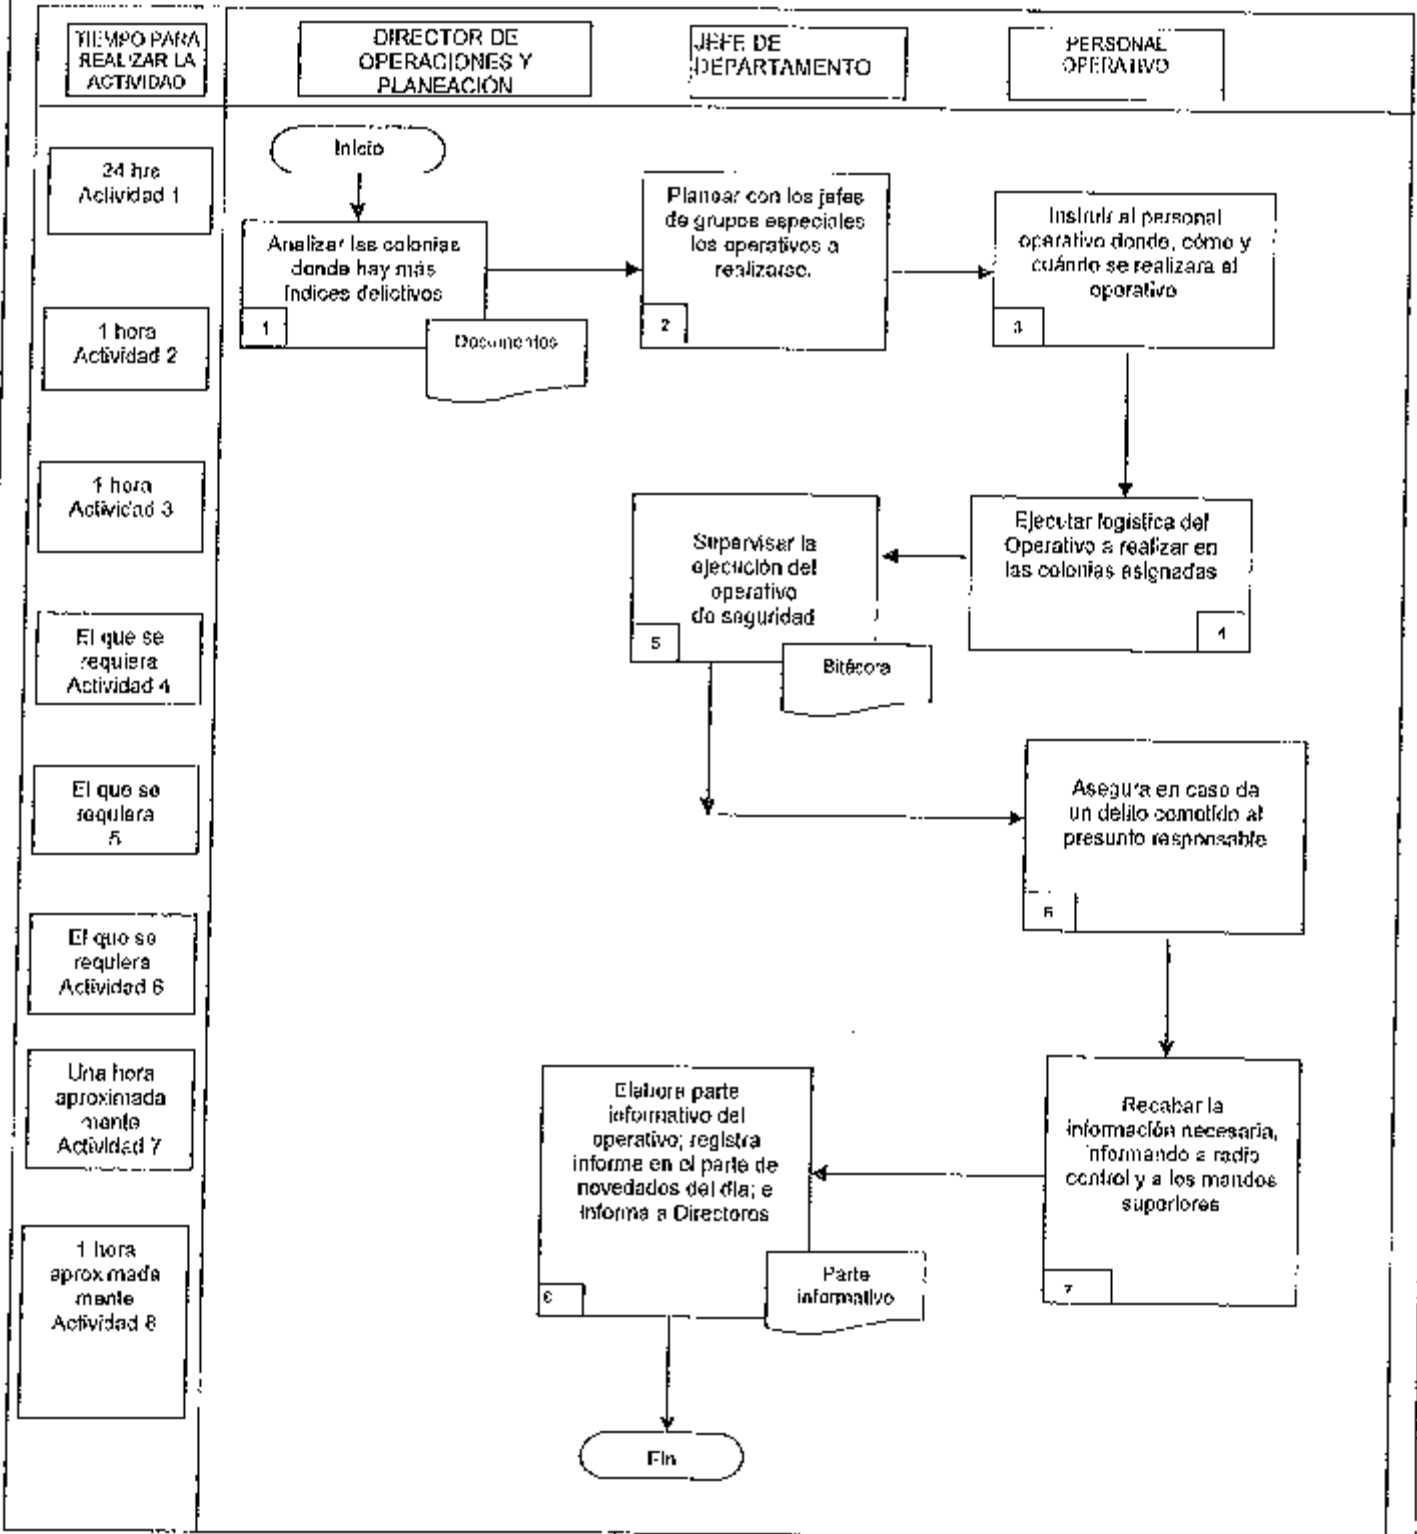 TIEMPO PARA
REALIZAR LA
ACTIVIDAD
DIRECTOR DE
OPERACIONES Y
PLANEACIÓN
JEFE DE
DEPARTAMENTO
PERSONAL
OPERATIVO
24 hrs
Actividad 1
1 hora
Actividad 2
1 hora
Actividad 3
El que se
requiera
Actividad 4
El que se
requiera
5
El que se
requiera
Actividad 6
Una hora
aproximada
mente
Actividad 7
1 hora
aproximada
mente
Actividad 8
Inicio
Analizar las colonias
donde hay más
índices delictivos
1
Documentos
Planear con los jefes
de grupos especiales
los operativos a
realizarse.
2
Instruir al personal
operativo donde, cómo y
cuándo se realizara el
operativo
3
Ejecutar logística del
Operativo a realizar en
las colonias asignadas
4
Supervisar la
ejecución del
operativo
de seguridad
5
Bitácora
Asegura en caso de
un delito cometido al
presunto responsable
6
Recabar la
información necesaria,
informando a radio
control y a los mandos
superiores
7
Elabora parte
informativo del
operativo; registra
informe en el parte de
novedades del día; e
informa a Directores
8
Parte
informativo
Fin